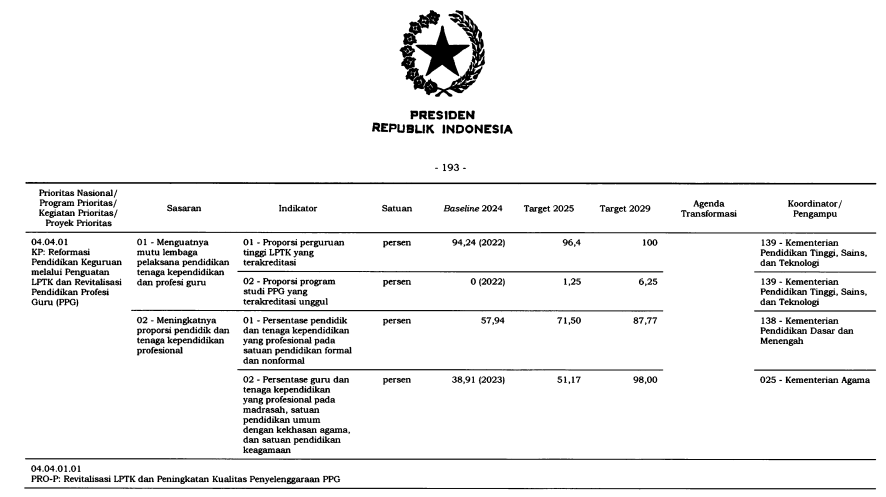 PRESIDEN
REPUBLIK INDONESIA
- 193 -
Prioritas Nasional/
Program Prioritas/
Kegiatan Prioritas/
Proyek Prioritas
Sasaran
Indikator
Satuan
Baseline 2024
Target 2025
Target 2029
Agenda
Transformasi
Koordinator/
Pengampu
04.04.01
KP: Reformasi
Pendidikan Keguruan
melalui Penguatan
LPTK dan Revitalisasi
Pendidikan Profesi
Guru (PPG)
01 - Menguatnya
mutu lembaga
pelaksana pendidikan
tenaga kependidikan
dan profesi guru
01 - Proporsi perguruan
tinggi LPTK yang
terakreditasi
persen
94,24 (2022)
96,4
100
139 - Kementerian
Pendidikan Tinggi, Sains,
dan Teknologi
02 - Proporsi program
studi PPG yang
terakreditasi unggul
persen
0 (2022)
1,25
6,25
139 - Kementerian
Pendidikan Tinggi, Sains,
dan Teknologi
02 - Meningkatnya
proporsi pendidik dan
tenaga kependidikan
profesional
01 - Persentase pendidik
dan tenaga kependidikan
yang profesional pada
satuan pendidikan formal
dan nonformal
persen
57,94
71,50
87,77
138 - Kementerian
Pendidikan Dasar dan
Menengah
02 - Persentase guru dan
tenaga kependidikan
yang profesional pada
madrasah, satuan
pendidikan umum
dengan kekhasan agama,
dan satuan pendidikan
keagamaan
persen
38,91 (2023)
51,17
98,00
025 - Kementerian Agama
04.04.01.01
PRO-P: Revitalisasi LPTK dan Peningkatan Kualitas Penyelenggaraan PPG